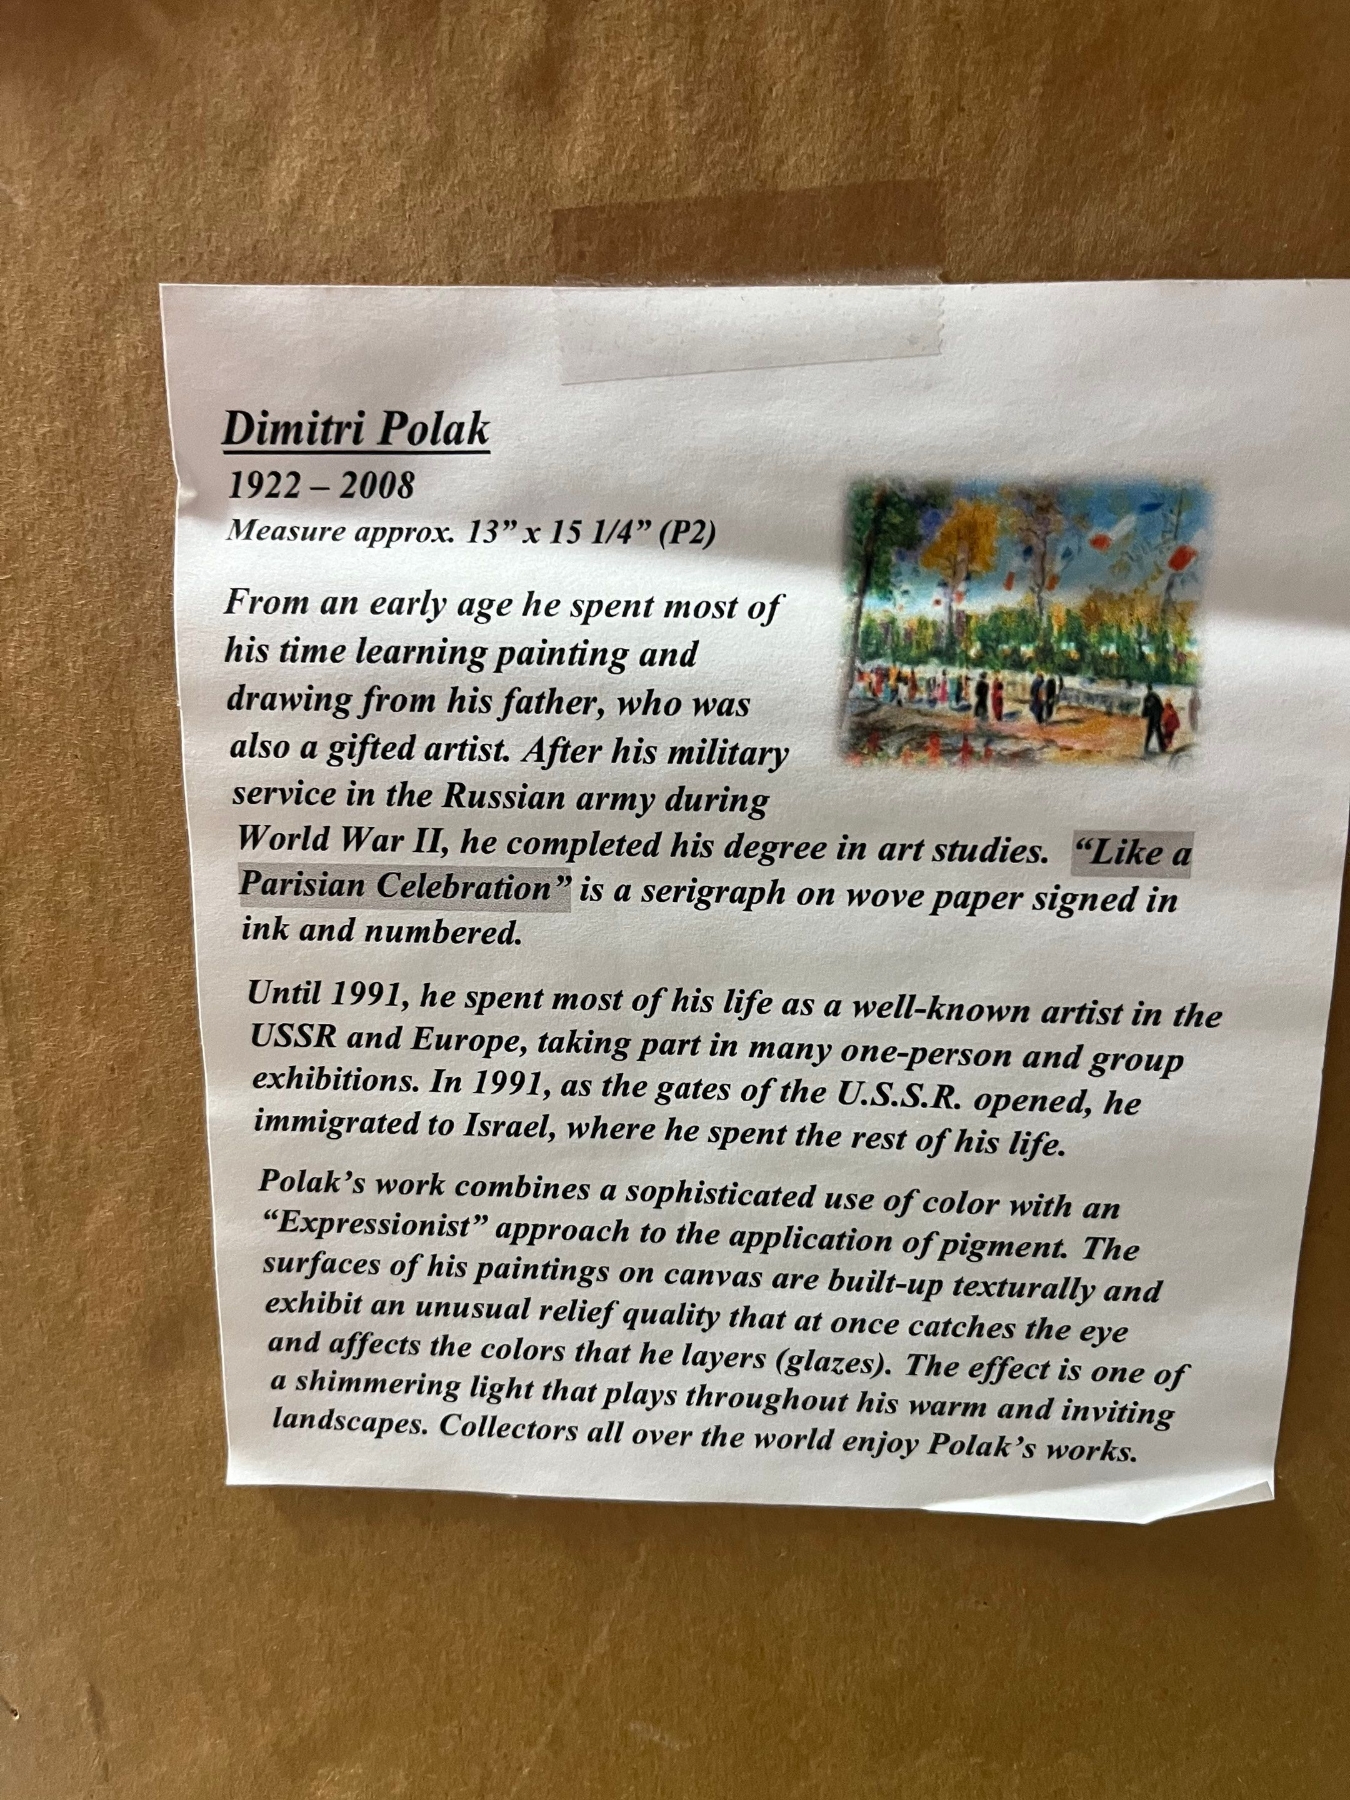 Dimitri Polak
1922 – 2008
Measure approx. 13” x 15 1/4” (P2)
From an early age he spent most of
his time learning painting and
drawing from his father, who was
also a gifted artist. After his military
service in the Russian army during
World War II, he completed his degree in art studies. “Like a
Parisian Celebration” is a serigraph on wove paper signed in
ink and numbered.
Until 1991, he spent most of his life as a well-known artist in the
USSR and Europe, taking part in many one-person and group
exhibitions. In 1991, as the gates of the U.S.S.R. opened, he
immigrated to Israel, where he spent the rest of his life.
Polak’s work combines a sophisticated use of color with an
“Expressionist” approach to the application of pigment. The
surfaces of his paintings on canvas are built-up texturally and
exhibit an unusual relief quality that at once catches the eye
and affects the colors that he layers (glazes). The effect is one of
a shimmering light that plays throughout his warm and inviting
landscapes. Collectors all over the world enjoy Polak’s works.